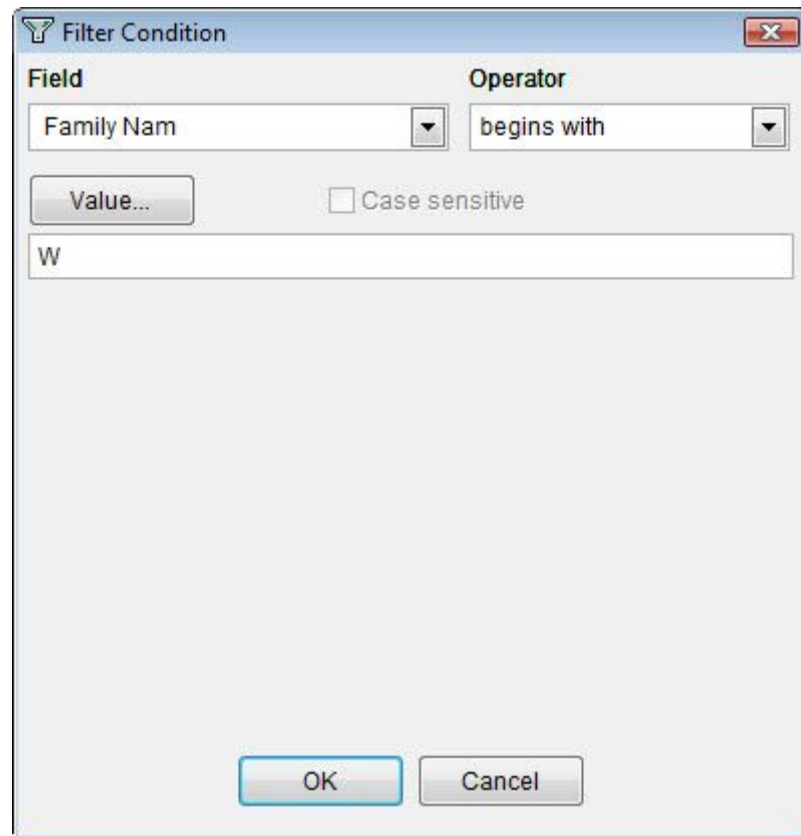 Filter Condition
Field Operator
Family Nam begins with
Value... Case sensitive
W
OK Cancel